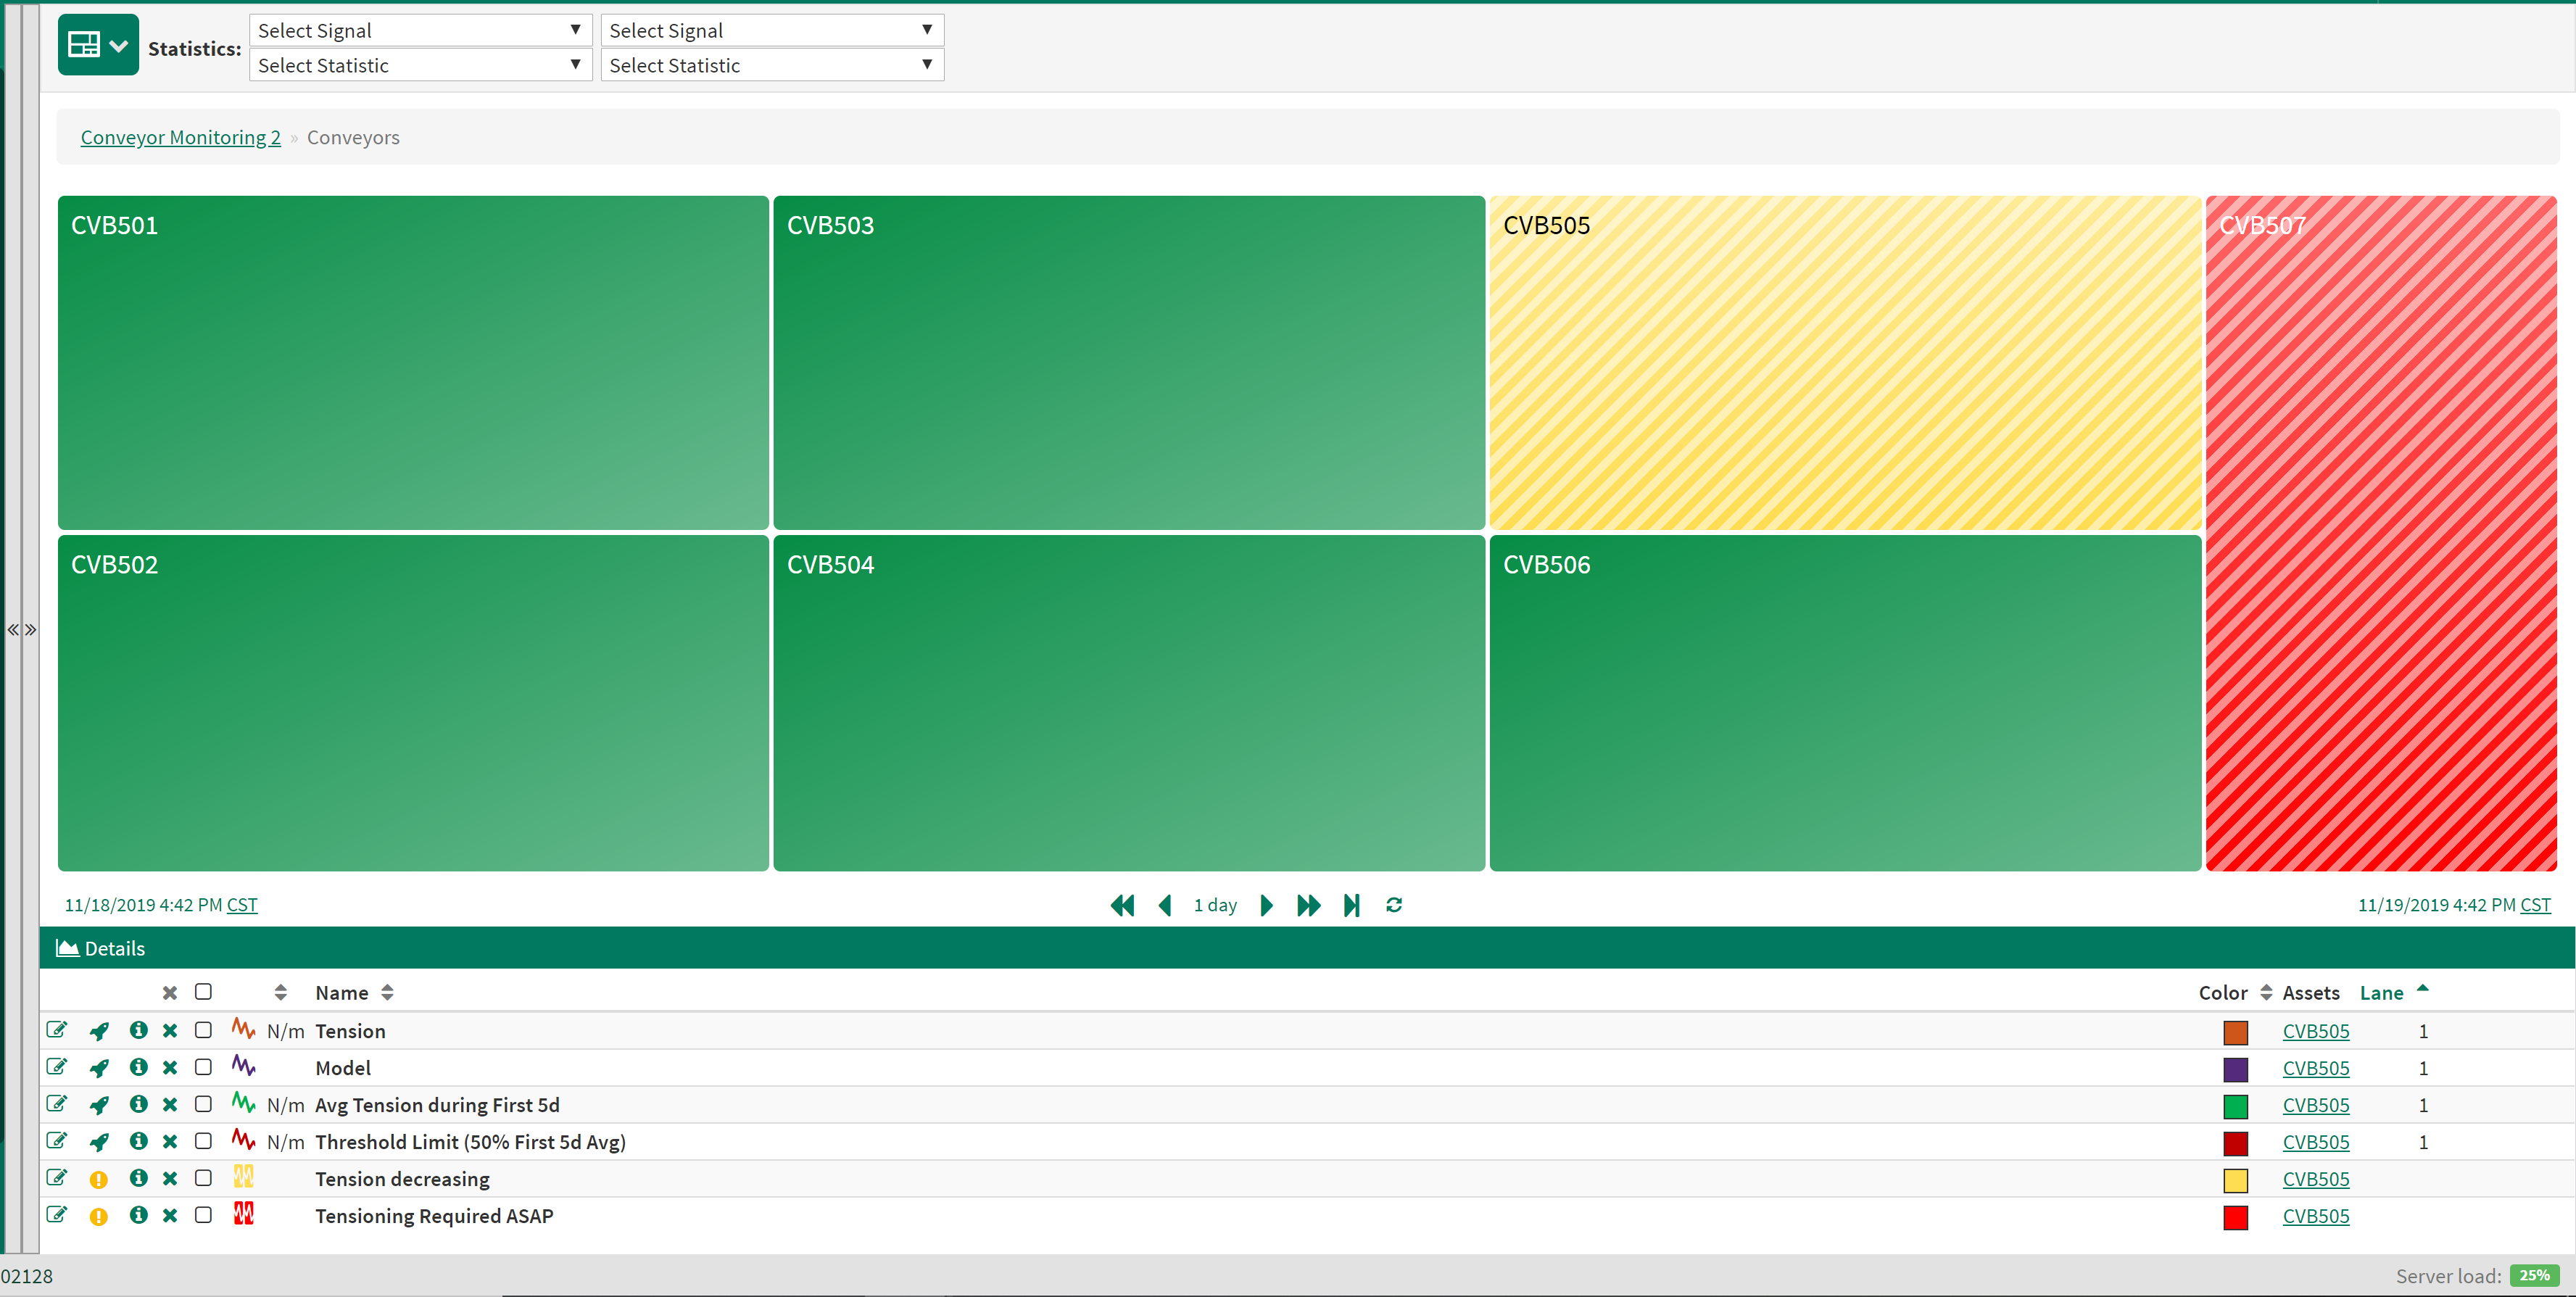 Statistics:
Select Signal
Select Signal
Select Statistic
Select Statistic
Conveyor Monitoring 2 » Conveyors
CVB501
CVB503
CVB505
CVB507
CVB502
CVB504
CVB506
11/18/2019 4:42 PM CST
1 day
11/19/2019 4:42 PM CST
Details
Name Color Assets Lane
N/m Tension CVB505 1
Model CVB505 1
N/m Avg Tension during First 5d CVB505 1
N/m Threshold Limit (50% First 5d Avg) CVB505 1
Tension decreasing CVB505
Tensioning Required ASAP CVB505
02128
Server load: 25%